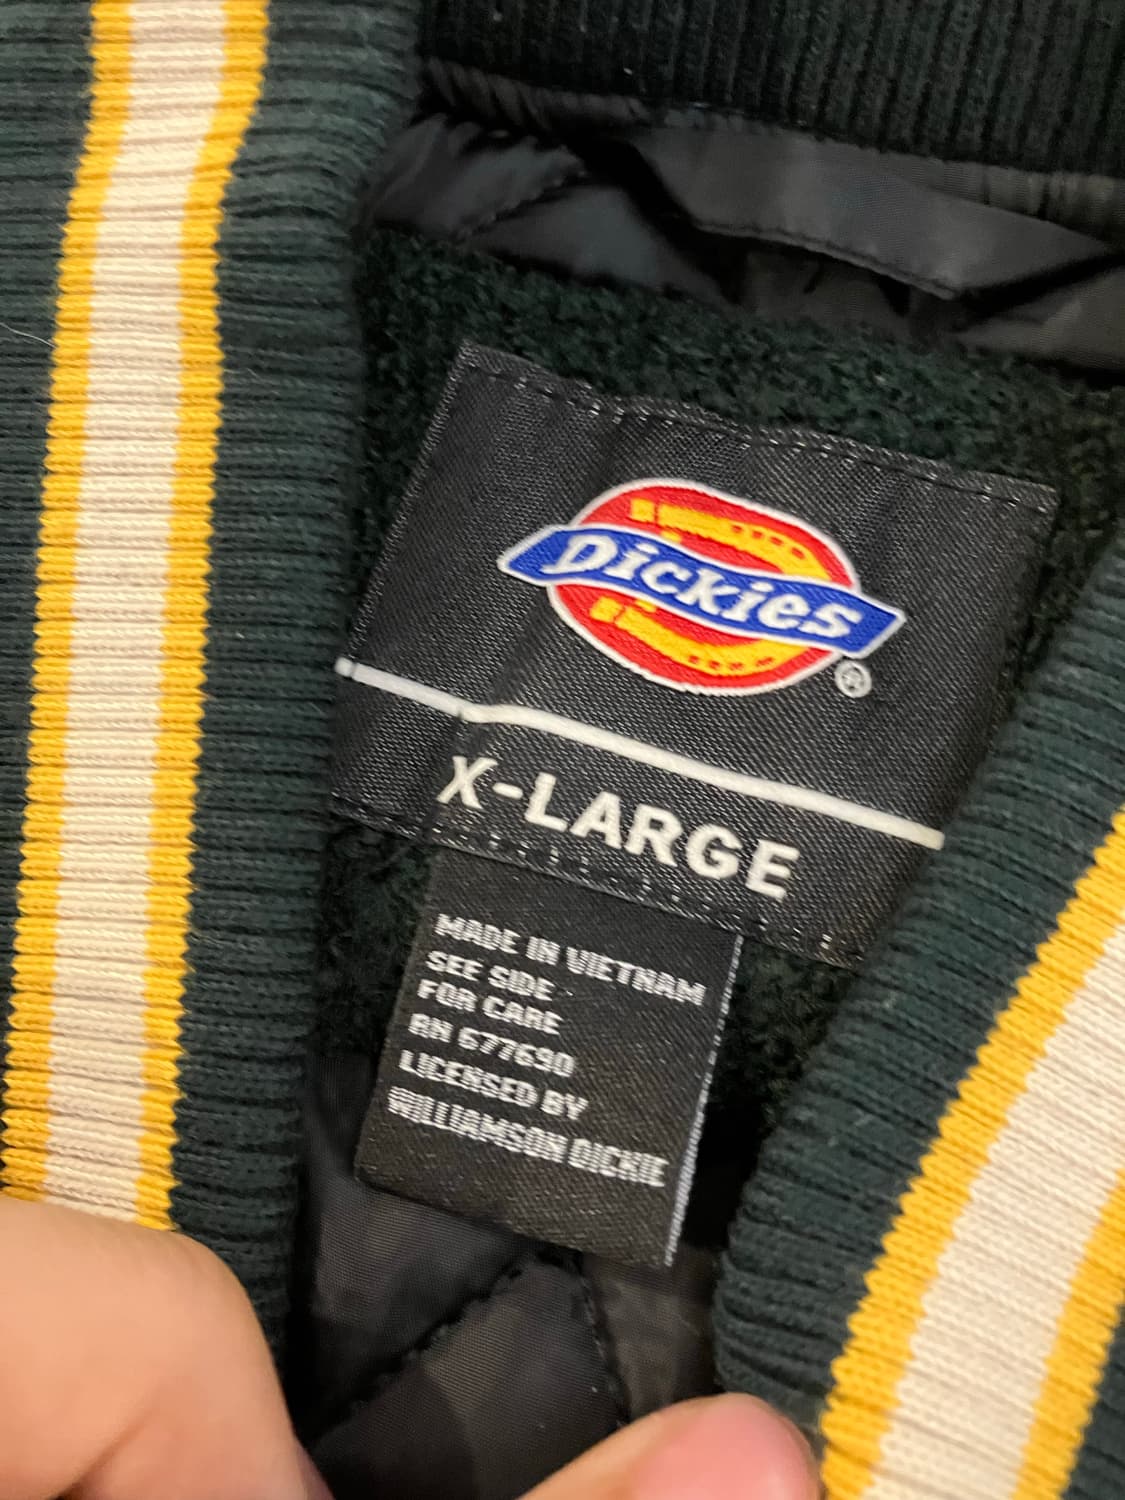 Dickies
®
X-LARGE
MADE IN VIETNAM
SEE SIDE
FOR CARE
RN 677690
LICENSED BY
WILLIAMSON DICKIE